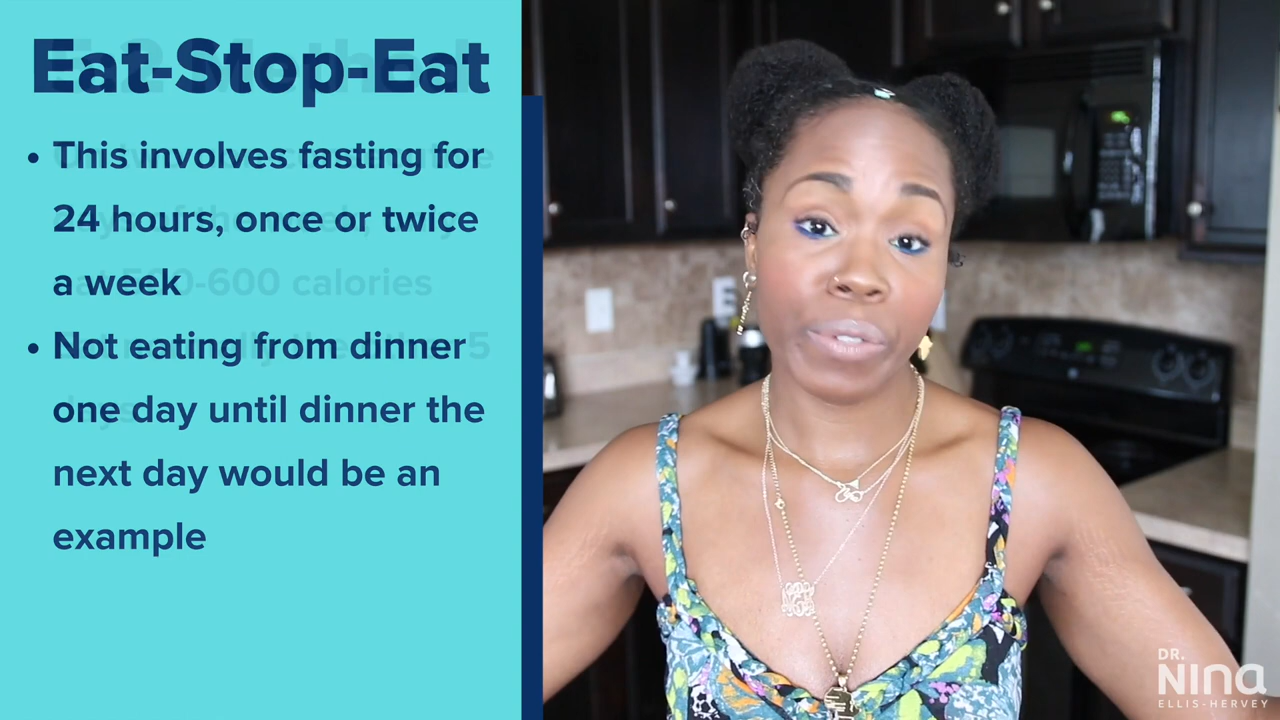 Eat-Stop-Eat
• This involves fasting for
24 hours, once or twice
a week
• Not eating from dinner
one day until dinner the
next day would be an
example
DR.
Nina
ELLIS-HERVEY